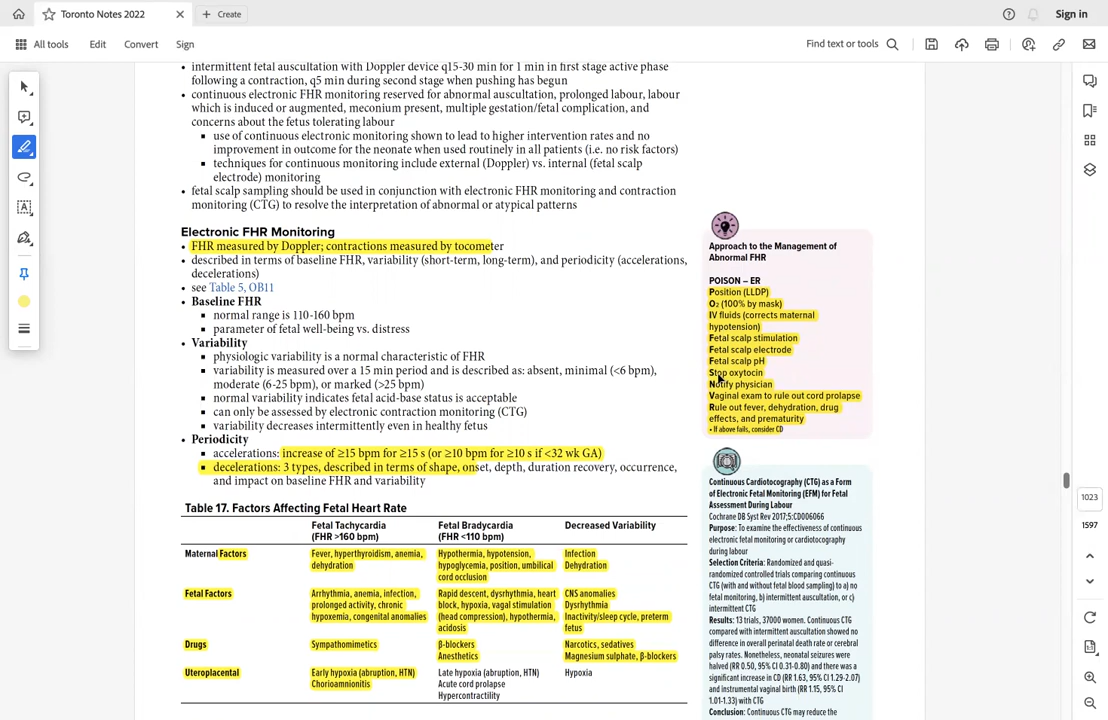 Toronto Notes 2022
Create
Sign in
All tools
Edit
Convert
Sign
Find text or tools
• intermittent fetal auscultation with Doppler device q15-30 min for 1 min in first stage active phase
following a contraction, q5 min during second stage when pushing has begun
• continuous electronic FHR monitoring reserved for abnormal auscultation, prolonged labour, labour
which is induced or augmented, meconium present, multiple gestation/fetal complication, and
concerns about the fetus tolerating labour
▪ use of continuous electronic monitoring shown to lead to higher intervention rates and no
improvement in outcome for the neonate when used routinely in all patients (i.e. no risk factors)
▪ techniques for continuous monitoring include external (Doppler) vs. internal (fetal scalp
electrode) monitoring
• fetal scalp sampling should be used in conjunction with electronic FHR monitoring and contraction
monitoring (CTG) to resolve the interpretation of abnormal or atypical patterns
Electronic FHR Monitoring
• FHR measured by Doppler; contractions measured by tocometer
• described in terms of baseline FHR, variability (short-term, long-term), and periodicity (accelerations,
decelerations)
• see Table 5, OB11
• Baseline FHR
▪ normal range is 110-160 bpm
▪ parameter of fetal well-being vs. distress
• Variability
▪ physiologic variability is a normal characteristic of FHR
▪ variability is measured over a 15 min period and is described as: absent, minimal (<6 bpm),
moderate (6-25 bpm), or marked (>25 bpm)
▪ normal variability indicates fetal acid-base status is acceptable
▪ can only be assessed by electronic contraction monitoring (CTG)
▪ variability decreases intermittently even in healthy fetus
• Periodicity
▪ accelerations: increase of ≥15 bpm for ≥15 s (or ≥10 bpm for ≥10 s if <32 wk GA)
▪ decelerations: 3 types, described in terms of shape, onset, depth, duration recovery, occurrence,
and impact on baseline FHR and variability
Table 17. Factors Affecting Fetal Heart Rate
Fetal Tachycardia Fetal Bradycardia Decreased Variability
(FHR >160 bpm) (FHR <110 bpm)
Maternal Factors Fever, hyperthyroidism, anemia, Hypothermia, hypotension, Infection
dehydration hypoglycemia, position, umbilical Dehydration
cord occlusion
Fetal Factors Arrhythmia, anemia, infection, Rapid descent, dysrhythmia, heart CNS anomalies
prolonged activity, chronic block, hypoxia, vagal stimulation Dysrhythmia
hypoxemia, congenital anomalies (head compression), hypothermia, Inactivity/sleep cycle, preterm
acidosis fetus
Drugs Sympathomimetics β-blockers Narcotics, sedatives
Anesthetics Magnesium sulphate, β-blockers
Uteroplacental Early hypoxia (abruption, HTN) Late hypoxia (abruption, HTN) Hypoxia
Chorioamnionitis Acute cord prolapse
Hypercontractility
Approach to the Management of
Abnormal FHR
POISON – ER
Position (LLDP)
O₂ (100% by mask)
IV fluids (corrects maternal
hypotension)
Fetal scalp stimulation
Fetal scalp electrode
Fetal scalp pH
Stop oxytocin
Notify physician
Vaginal exam to rule out cord prolapse
Rule out fever, dehydration, drug
effects, and prematurity
• If above fails, consider CD
Continuous Cardiotocography (CTG) as a Form
of Electronic Fetal Monitoring (EFM) for Fetal
Assessment During Labour
Cochrane DB Syst Rev 2017;5:CD006066
Purpose: To examine the effectiveness of continuous
electronic fetal monitoring or cardiotocography
during labour
Selection Criteria: Randomized and quasi-
randomized controlled trials comparing continuous
CTG (with and without fetal blood sampling) to a) no
fetal monitoring, b) intermittent auscultation, or c)
intermittent CTG
Results: 13 trials, 37000 women. Continuous CTG
compared with intermittent auscultation showed no
difference in overall perinatal death rate or cerebral
palsy rates. Nonetheless, neonatal seizures were
halved (RR 0.50, 95% CI 0.31-0.80) and there was a
significant increase in CD (RR 1.63, 95% CI 1.29-2.07)
and instrumental vaginal birth (RR 1.15, 95% CI
1.01-1.33) with CTG
Conclusion: Continuous CTG may reduce the
1023
1597